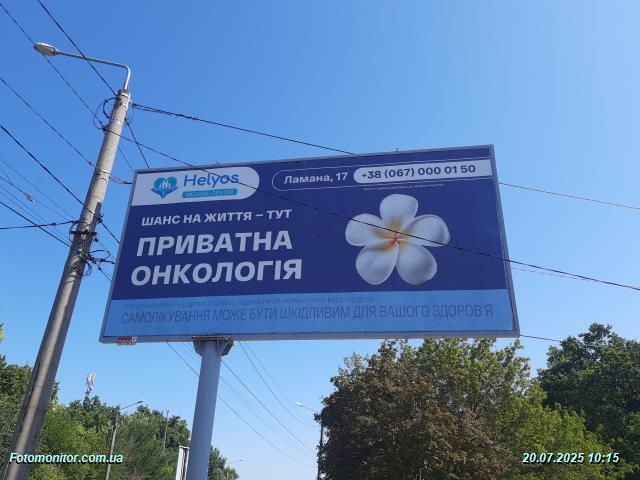 Helyos
MEDICAL CENTER
Ламана, 17 +38 (067) 000 01 50
ШАНС НА ЖИТТЯ – ТУТ
ПРИВАТНА
ОНКОЛОГІЯ
САМОЛІКУВАННЯ МОЖЕ БУТИ ШКІДЛИВИМ ДЛЯ ВАШОГО ЗДОРОВ'Я
Fotomonitor.com.ua
20.07.2025 10:15